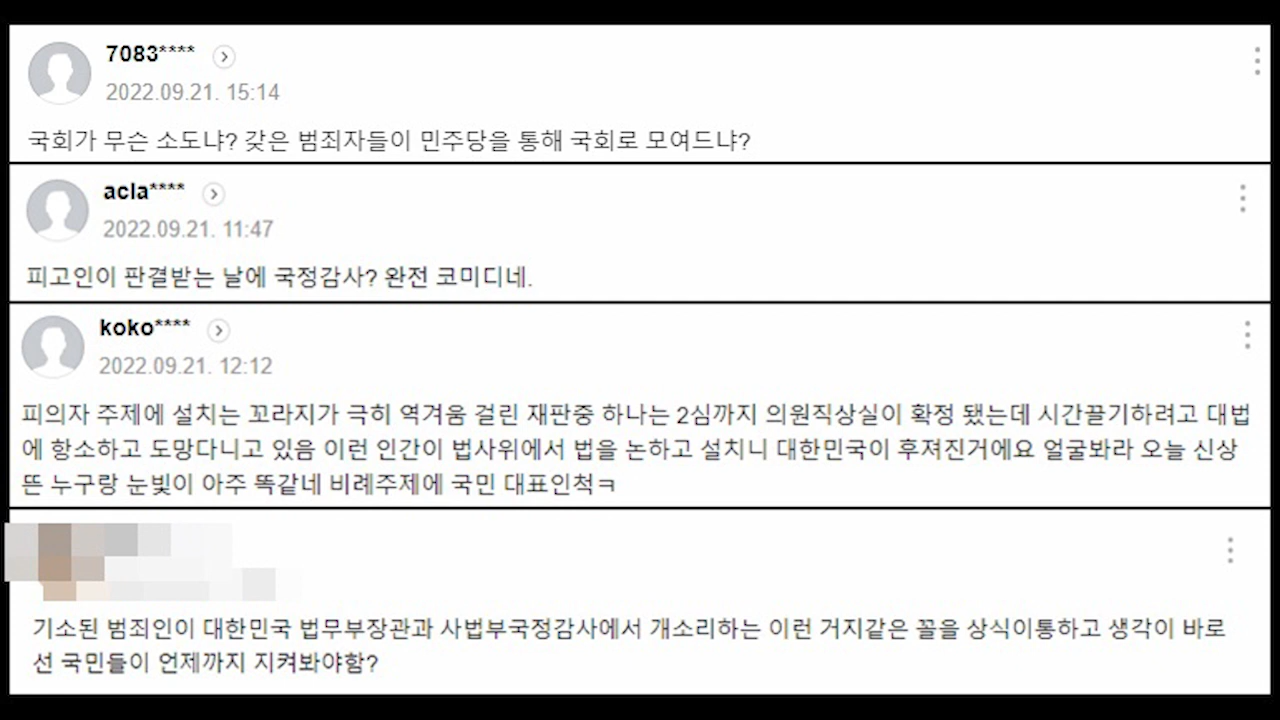 7083****
2022.09.21. 15:14
국회가 무슨 소도냐? 갖은 범죄자들이 민주당을 통해 국회로 모여드냐?
acla****
2022.09.21. 11:47
피고인이 판결받는 날에 국정감사? 완전 코미디네.
koko****
2022.09.21. 12:12
피의자 주제에 설치는 꼬라지가 극히 역겨움 걸린 재판중 하나는 2심까지 의원직상실이 확정 됐는데 시간끌기하려고 대법
에 항소하고 도망다니고 있음 이런 인간이 법사위에서 법을 논하고 설치니 대한민국이 후져진거에요 얼굴봐라 오늘 신상
뜬 누구랑 눈빛이 아주 똑같네 비례주제에 국민 대표인척ㅋ
기소된 범죄인이 대한민국 법무부장관과 사법부국정감사에서 개소리하는 이런 거지같은 꼴을 상식이통하고 생각이 바로
선 국민들이 언제까지 지켜봐야함?